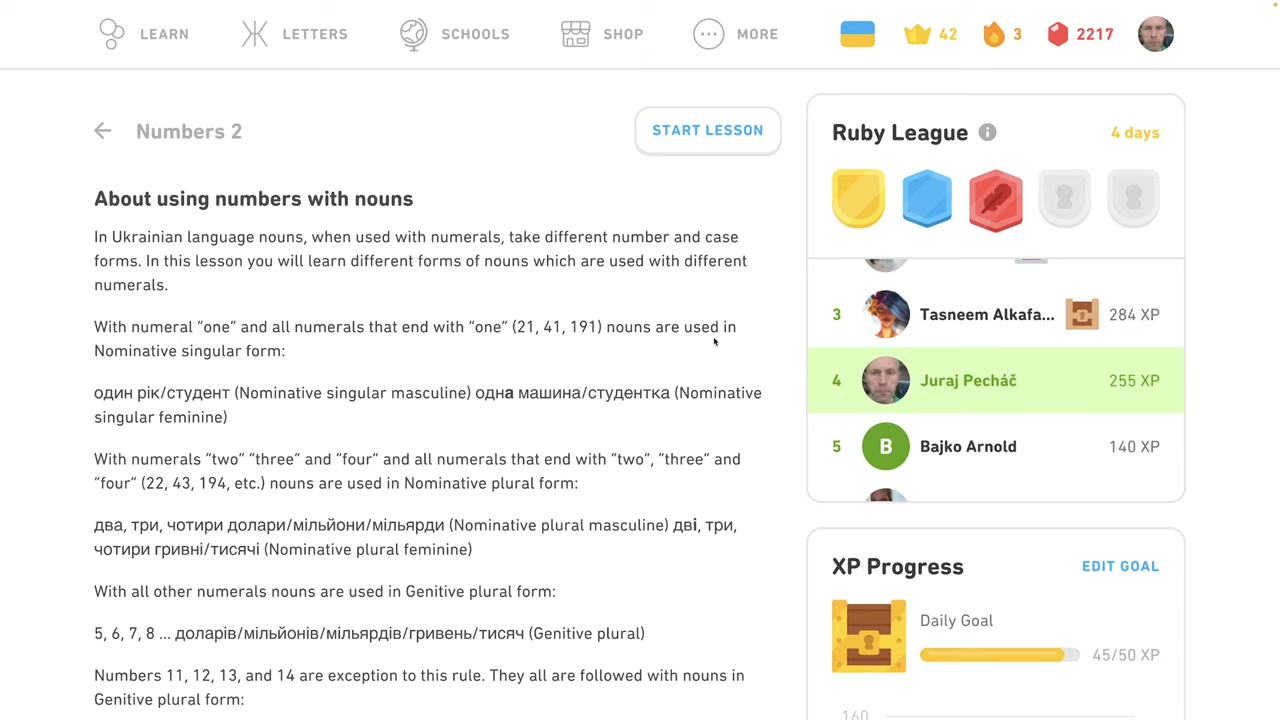 LEARN
LETTERS
SCHOOLS
SHOP
MORE
42
3
2217
Numbers 2
START LESSON
About using numbers with nouns
In Ukrainian language nouns, when used with numerals, take different number and case
forms. In this lesson you will learn different forms of nouns which are used with different
numerals.
With numeral “one” and all numerals that end with “one” (21, 41, 191) nouns are used in
Nominative singular form:
один рік/студент (Nominative singular masculine) одна машина/студентка (Nominative
singular feminine)
With numerals “two” “three” and “four” and all numerals that end with “two”, “three” and
“four” (22, 43, 194, etc.) nouns are used in Nominative plural form:
два, три, чотири долари/мільйони/мільярди (Nominative plural masculine) дві, три,
чотири гривні/тисячі (Nominative plural feminine)
With all other numerals nouns are used in Genitive plural form:
5, 6, 7, 8 ... доларів/мільйонів/мільярдів/гривень/тисяч (Genitive plural)
Numbers 11, 12, 13, and 14 are exception to this rule. They all are followed with nouns in
Genitive plural form:
Ruby League
4 days
3 Tasneem Alkafa... 284 XP
4 Juraj Pecháč 255 XP
5 B Bajko Arnold 140 XP
XP Progress
EDIT GOAL
Daily Goal
45/50 XP
160